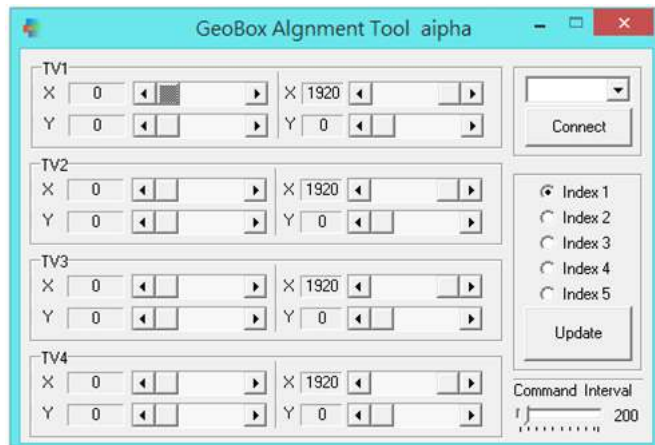 GeoBox Algnment Tool aipha
TV1
X 0 X 1920
Y 0 Y 0
TV2
X 0 X 1920
Y 0 Y 0
TV3
X 0 X 1920
Y 0 Y 0
TV4
X 0 X 1920
Y 0 Y 0
Connect
Index 1
Index 2
Index 3
Index 4
Index 5
Update
Command Interval
200